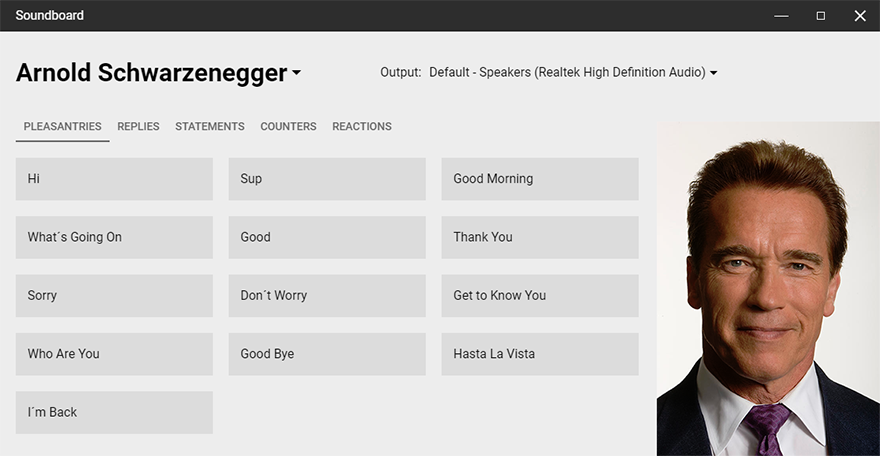 Soundboard
Arnold Schwarzenegger
Output: Default - Speakers (Realtek High Definition Audio)
PLEASANTRIES REPLIES STATEMENTS COUNTERS REACTIONS
Hi Sup Good Morning
What´s Going On Good Thank You
Sorry Don´t Worry Get to Know You
Who Are You Good Bye Hasta La Vista
I´m Back